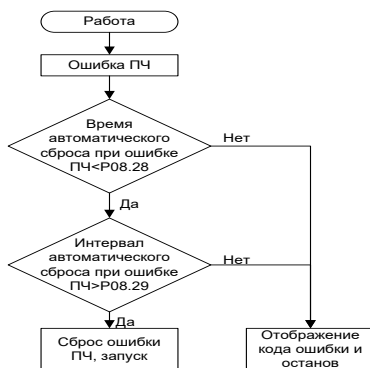 Работа
Ошибка ПЧ
Время
автоматического
сброса при ошибке
ПЧ<P08.28
Нет
Да
Интервал
автоматического
сброса при ошибке
ПЧ>P08.29
Нет
Да
Сброс ошибки
ПЧ, запуск
Отображение
кода ошибки и
останов